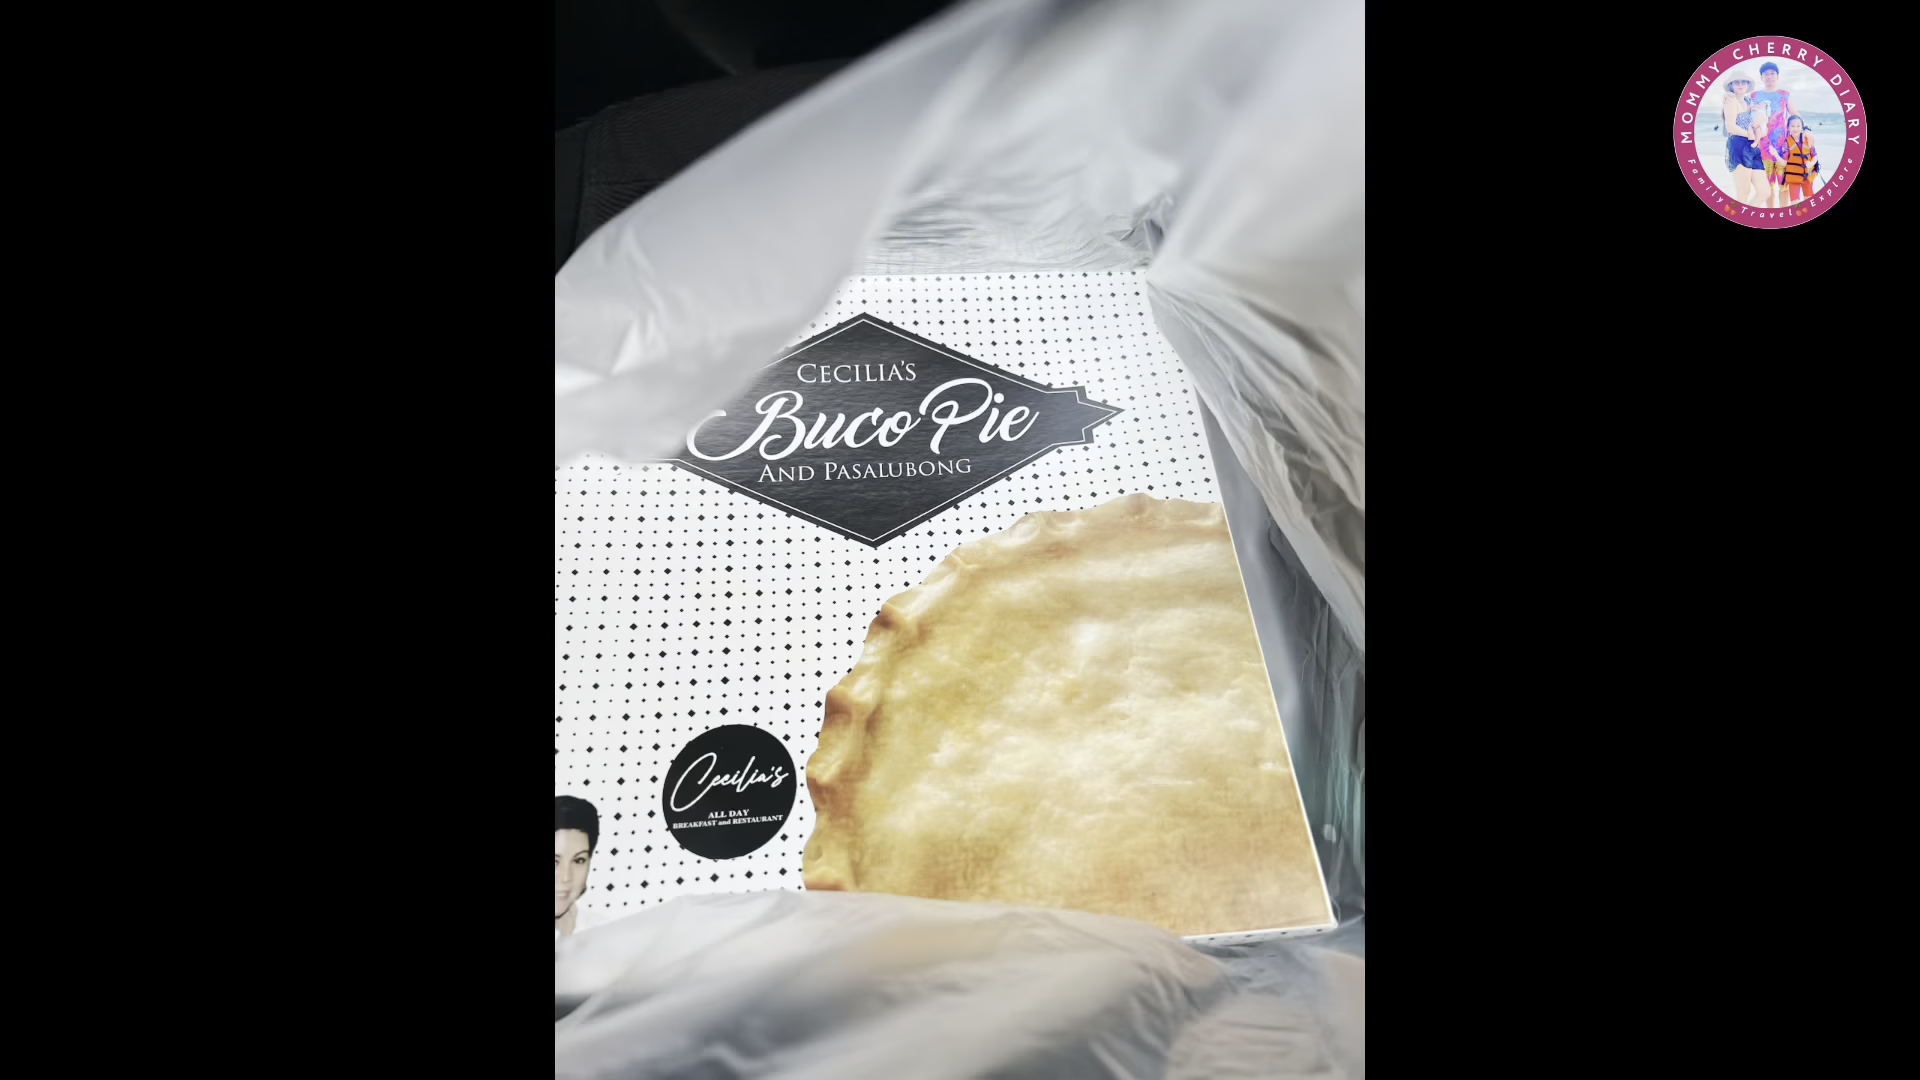 CECILIA'S
Buco Pie
AND PASALUBONG
Cecilia's
ALL DAY
BREAKFAST and RESTAURANT
MOMMY CHERRY DIARY
Family Travel Explore